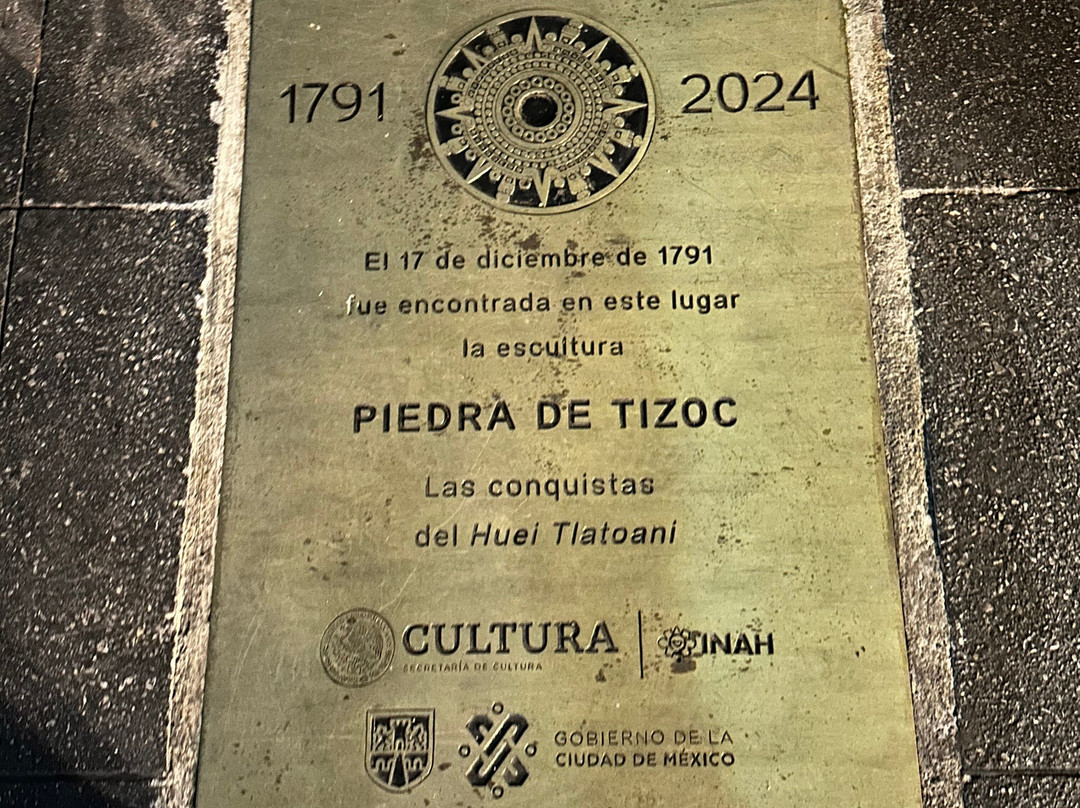 1791 2024
El 17 de diciembre de 1791
fue encontrada en este lugar
la escultura
PIEDRA DE TIZOC
Las conquistas
del Huei Tlatoani
CULTURA INAH
SECRETARÍA DE CULTURA
GOBIERNO DE LA
CIUDAD DE MÉXICO